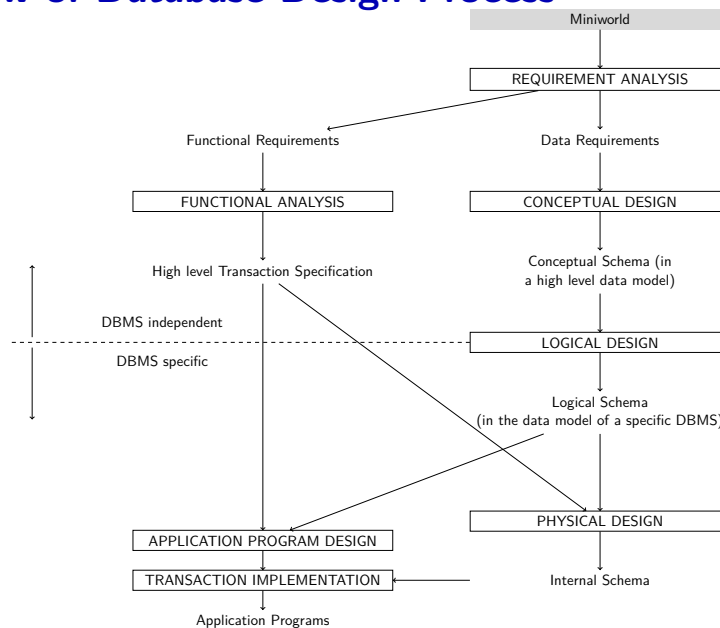 Database Design Process
Miniworld
REQUIREMENT ANALYSIS
Functional Requirements
Data Requirements
FUNCTIONAL ANALYSIS
CONCEPTUAL DESIGN
High level Transaction Specification
Conceptual Schema (in
a high level data model)
DBMS independent
DBMS specific
LOGICAL DESIGN
Logical Schema
(in the data model of a specific DBMS)
APPLICATION PROGRAM DESIGN
PHYSICAL DESIGN
TRANSACTION IMPLEMENTATION
Internal Schema
Application Programs